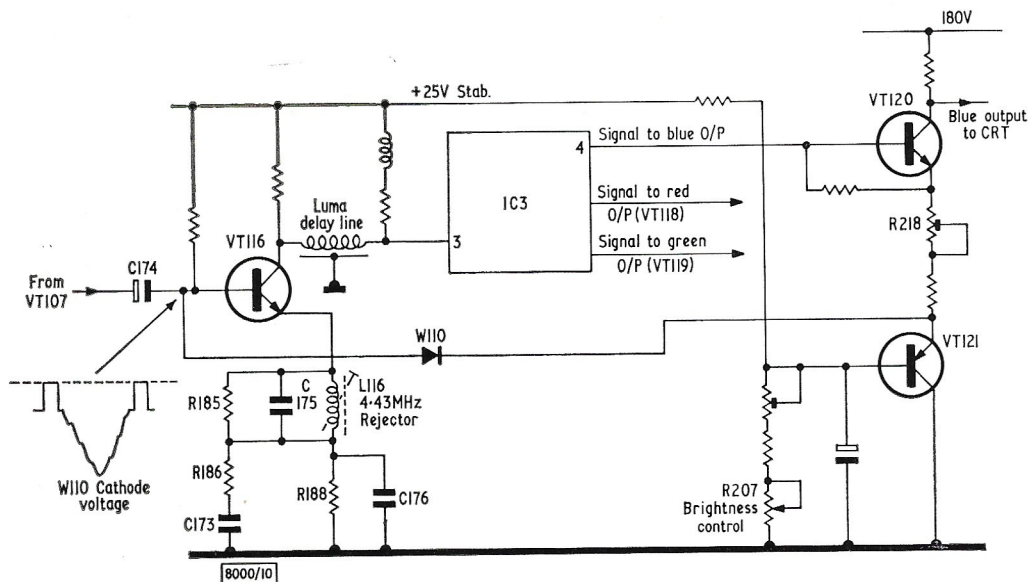 180V
+25V Stab.
VT120
Blue output
to CRT
Signal to blue O/P
4
IC3
Signal to red
O/P (VT118)
3
Signal to green
O/P (VT119)
Luma
delay line
VT116
R218
C174
From
VT107
W110
VT121
R185
C
175
L116
4·43MHz
Rejector
R186
R188
C176
C173
W110 Cathode
voltage
R207
Brightness
control
8000/10